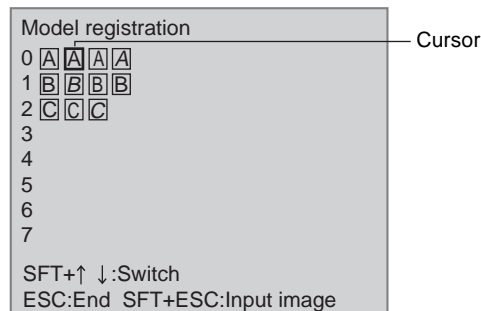 Model registration
Cursor
0 A A A A
1 B B B B
2 C C C
3
4
5
6
7
SFT+↑ ↓:Switch
ESC:End SFT+ESC:Input image